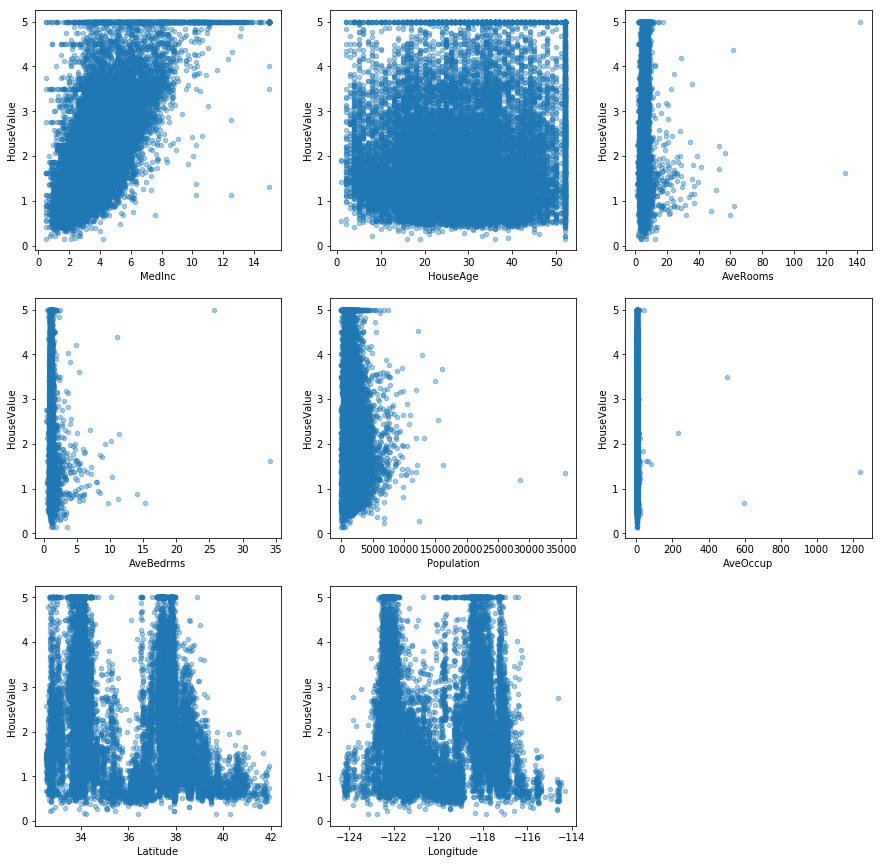 5
4
3
2
1
0
HouseValue
0 2 4 6 8 10 12 14
MedInc
5
4
3
2
1
0
HouseValue
0 10 20 30 40 50
HouseAge
5
4
3
2
1
0
HouseValue
0 20 40 60 80 100 120 140
AveRooms
5
4
3
2
1
0
HouseValue
0 5 10 15 20 25 30 35
AveBedrms
5
4
3
2
1
0
HouseValue
0 5000 10000 15000 20000 25000 30000 35000
Population
5
4
3
2
1
0
HouseValue
0 200 400 600 800 1000 1200
AveOccup
5
4
3
2
1
0
HouseValue
34 36 38 40 42
Latitude
5
4
3
2
1
0
HouseValue
−124 −122 −120 −118 −116 −114
Longitude